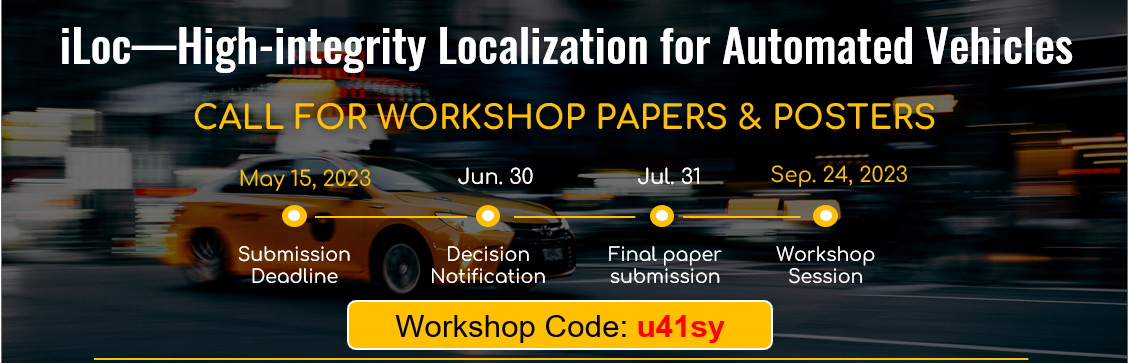 iLoc—High-integrity Localization for Automated Vehicles
CALL FOR WORKSHOP PAPERS & POSTERS
May 15, 2023
Jun. 30
Jul. 31
Sep. 24, 2023
Submission
Deadline
Decision
Notification
Final paper
submission
Workshop
Session
Workshop Code: u41sy